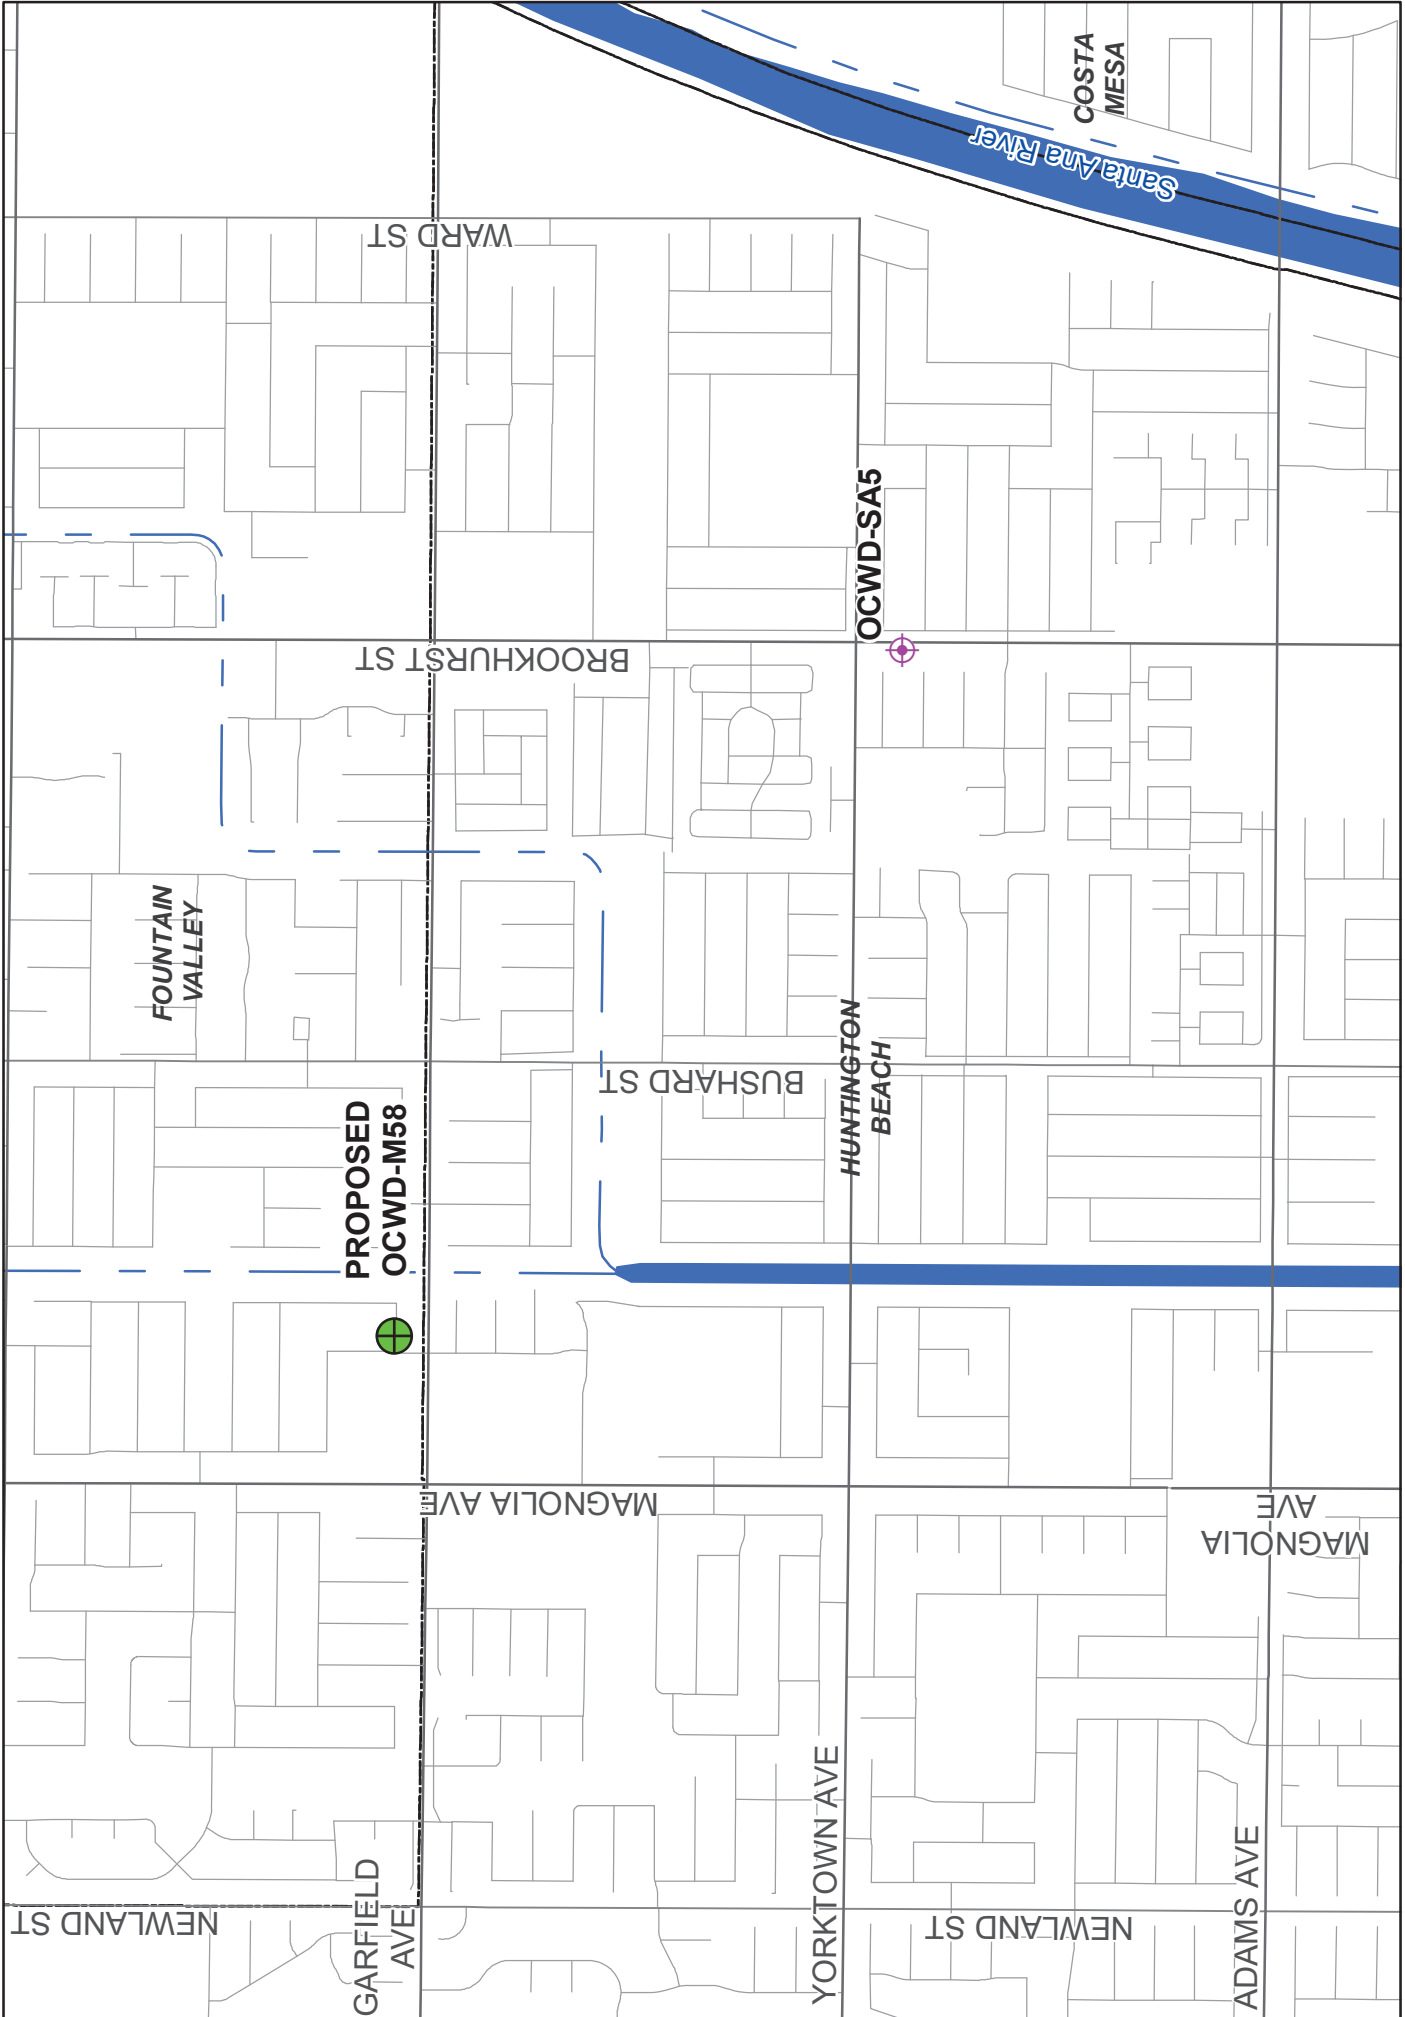 COSTA
MESA
Santa Ana River
WARD ST
OCWD-SA5
BROOKHURST ST
FOUNTAIN
VALLEY
HUNTINGTON
BEACH
BUSHARD ST
PROPOSED
OCWD-M58
MAGNOLIA AVE
MAGNOLIA
AVE
YORKTOWN AVE
ADAMS AVE
GARFIELD
AVE
NEWLAND ST
NEWLAND ST